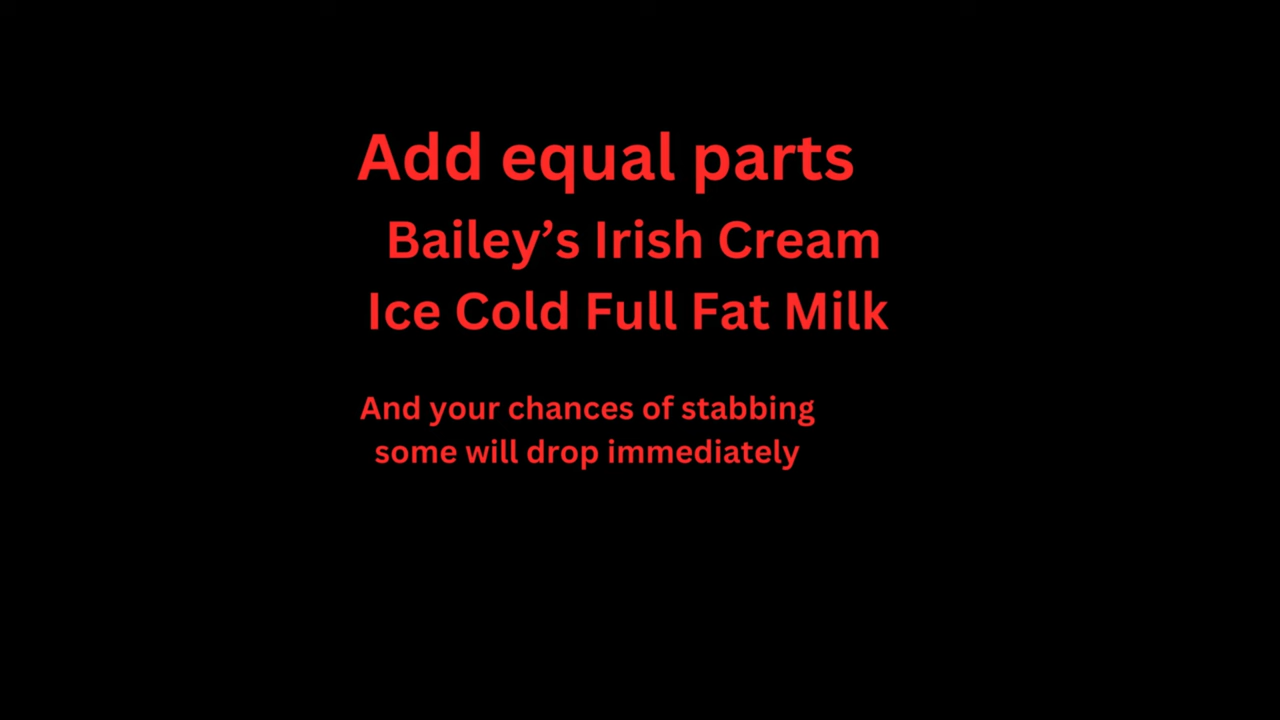 Add equal parts
Bailey’s Irish Cream
Ice Cold Full Fat Milk
And your chances of stabbing
some will drop immediately